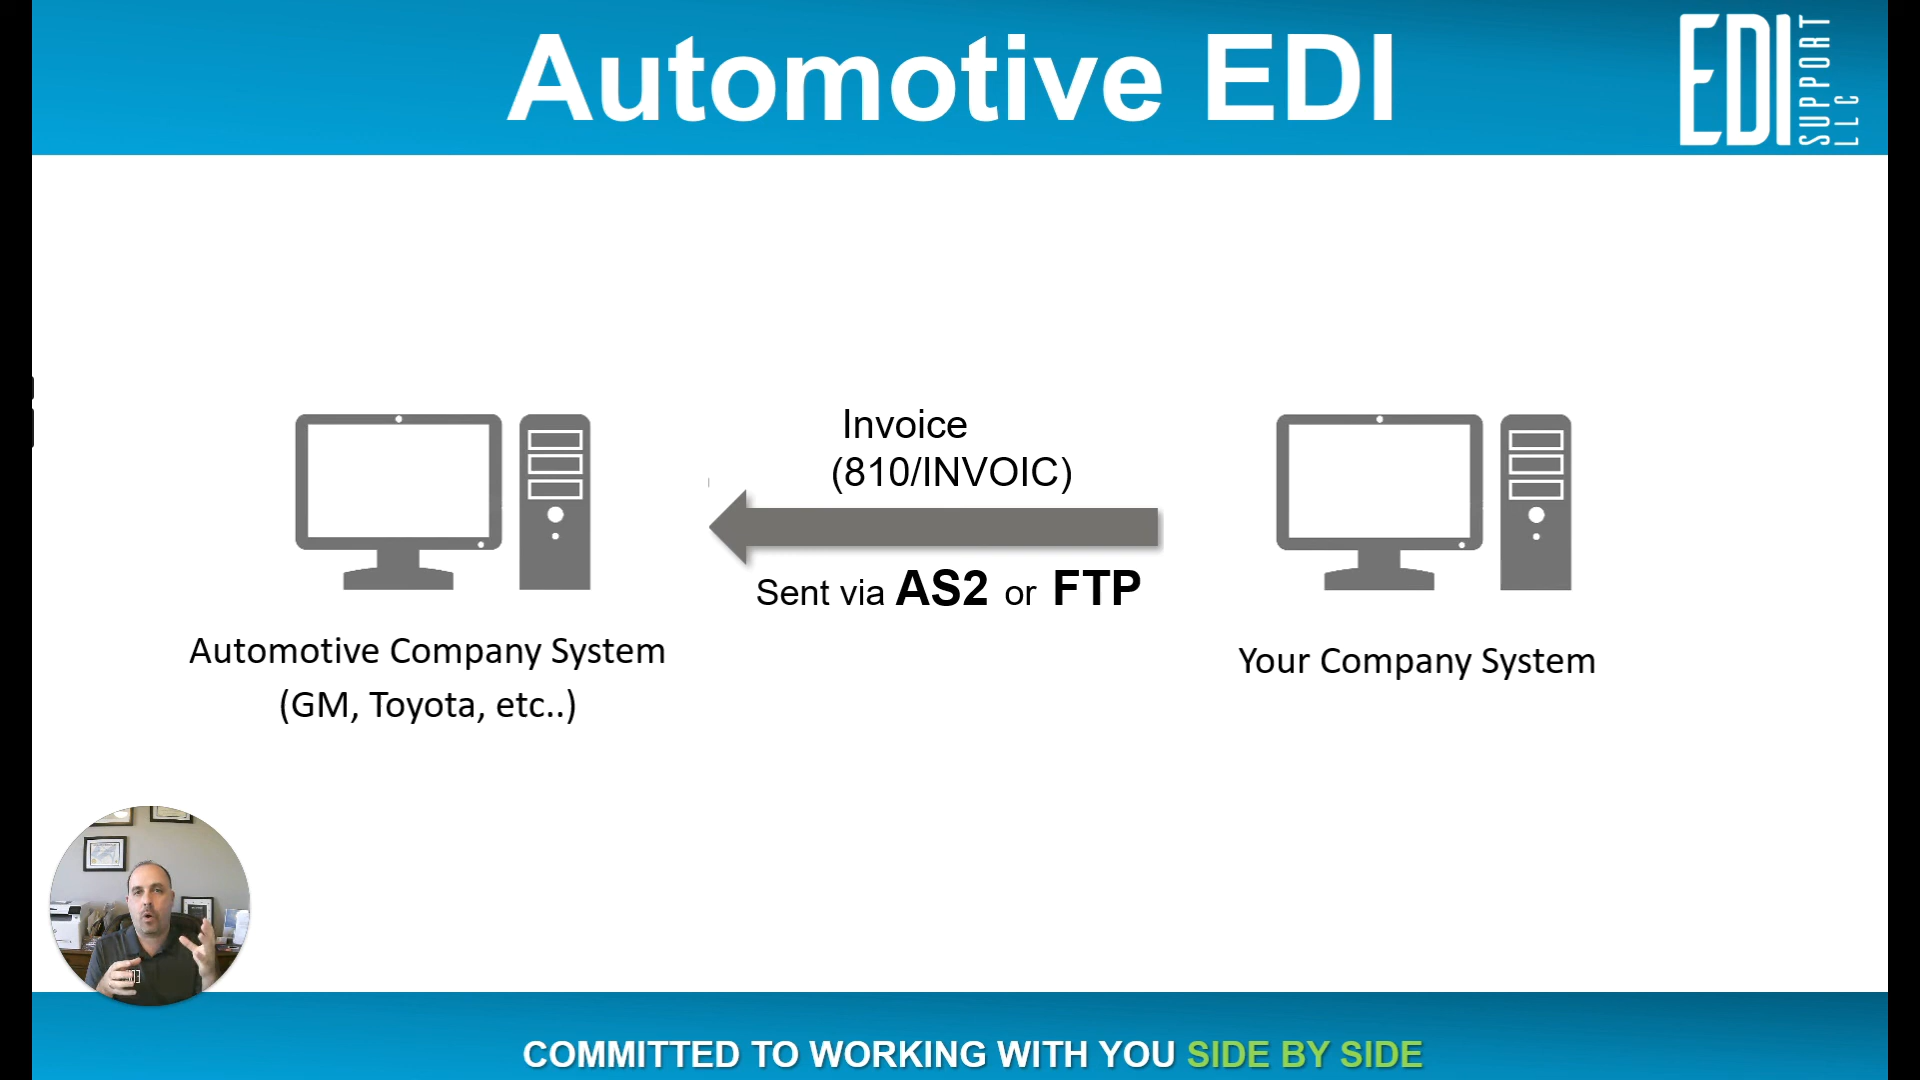 Automotive EDI
EDI
SUPPORT
LLC
Invoice
(810/INVOIC)
Sent via AS2 or FTP
Automotive Company System
(GM, Toyota, etc..)
Your Company System
COMMITTED TO WORKING WITH YOU SIDE BY SIDE